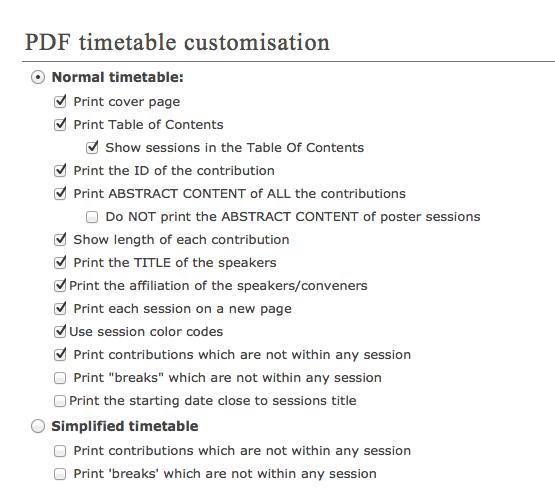 PDF timetable customisation
Normal timetable:
Print cover page
Print Table of Contents
Show sessions in the Table Of Contents
Print the ID of the contribution
Print ABSTRACT CONTENT of ALL the contributions
Do NOT print the ABSTRACT CONTENT of poster sessions
Show length of each contribution
Print the TITLE of the speakers
Print the affiliation of the speakers/conveners
Print each session on a new page
Use session color codes
Print contributions which are not within any session
Print "breaks" which are not within any session
Print the starting date close to sessions title
Simplified timetable
Print contributions which are not within any session
Print 'breaks' which are not within any session